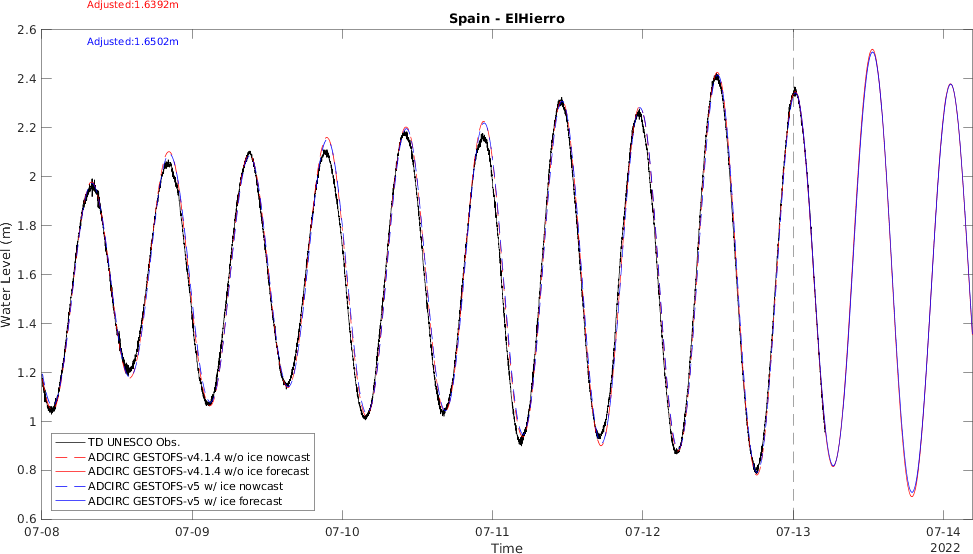 Adjusted:1.6392m
Spain - ElHierro
Adjusted:1.6502m
Water Level (m)
2.6
2.4
2.2
2
1.8
1.6
1.4
1.2
1
0.8
0.6
TD UNESCO Obs.
ADCIRC GESTOFS-v4.1.4 w/o ice nowcast
ADCIRC GESTOFS-v4.1.4 w/o ice forecast
ADCIRC GESTOFS-v5 w/ ice nowcast
ADCIRC GESTOFS-v5 w/ ice forecast
07-08 07-09 07-10 07-11 07-12 07-13 07-14
Time
2022